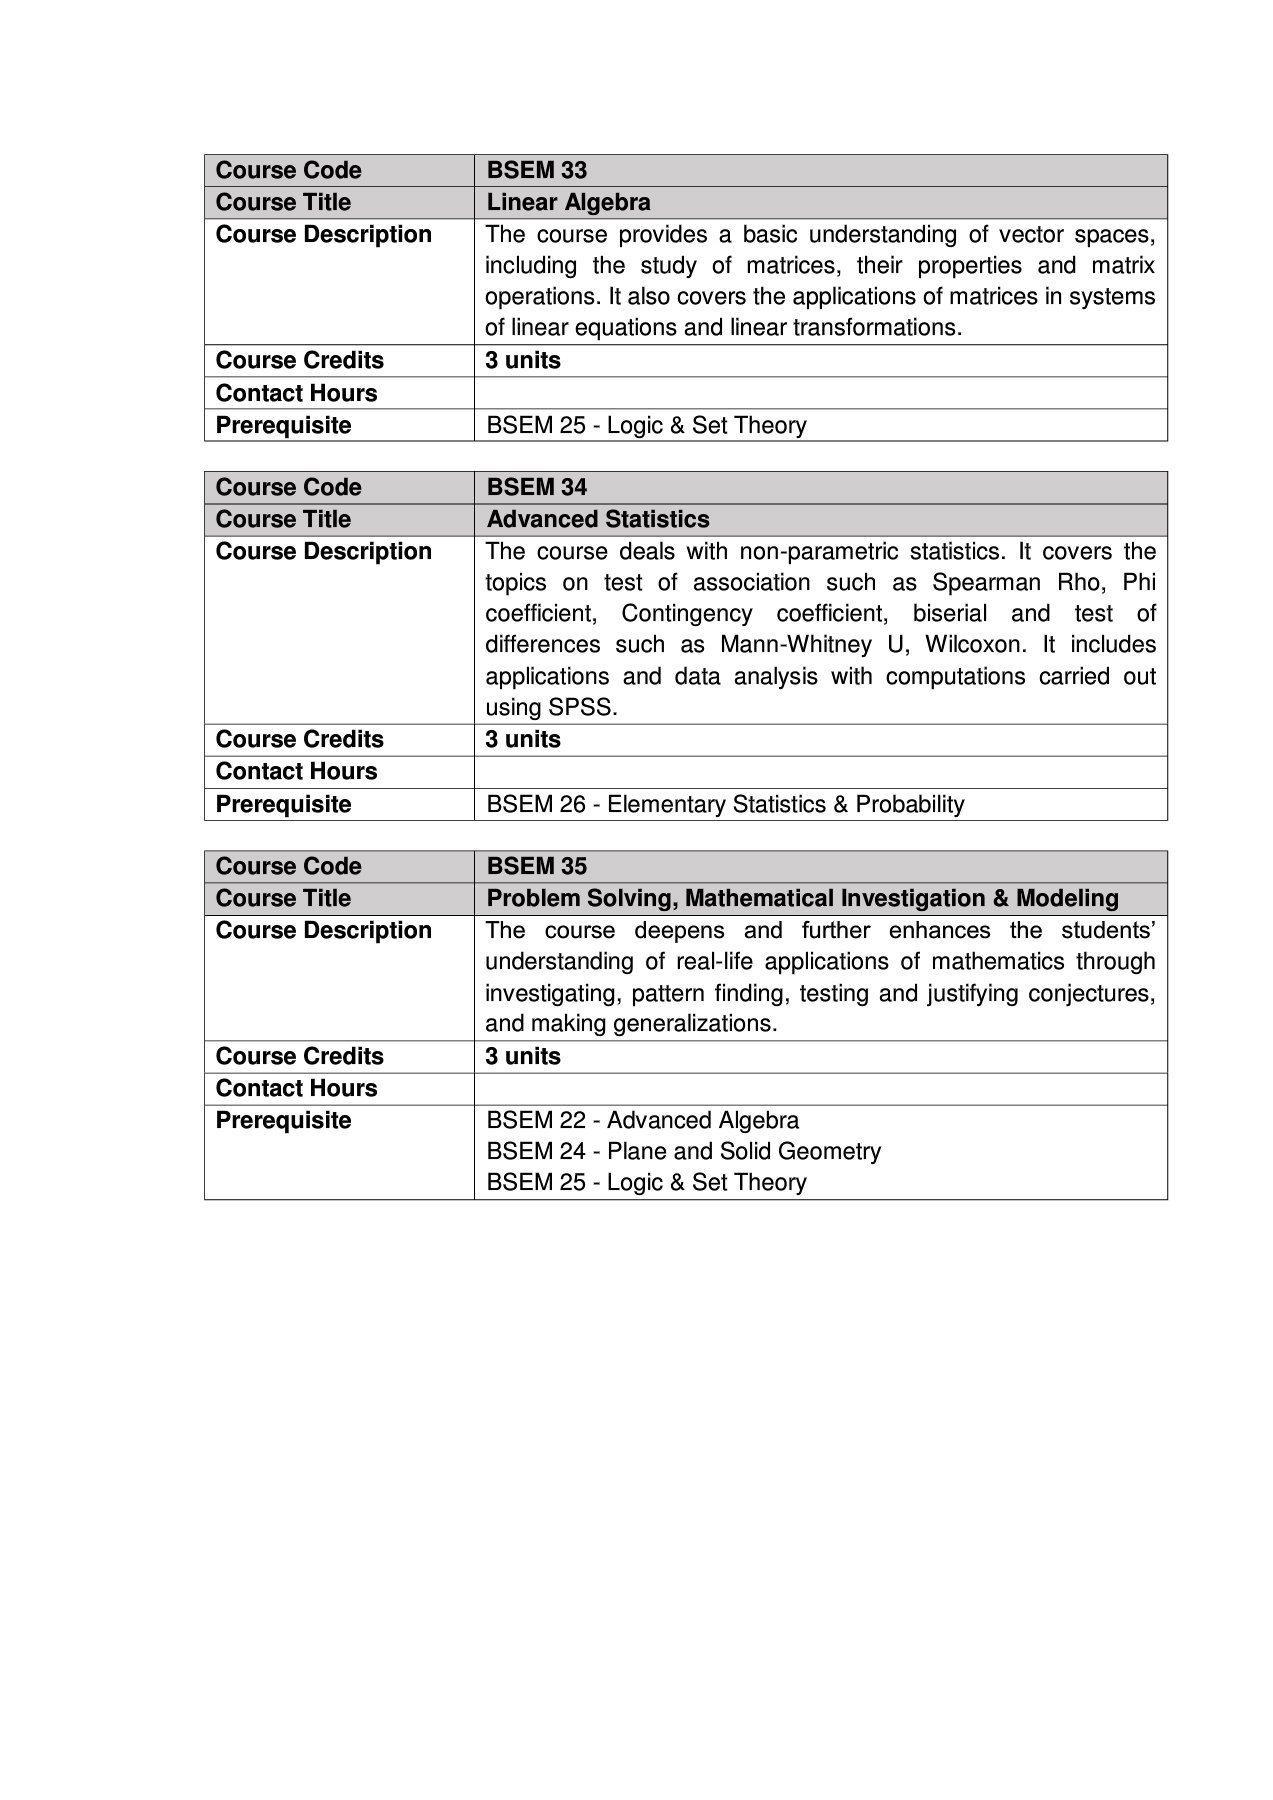 Course Code BSEM 33
Course Title Linear Algebra
Course Description The course provides a basic understanding of vector spaces,
including the study of matrices, their properties and matrix
operations. It also covers the applications of matrices in systems
of linear equations and linear transformations.
Course Credits 3 units
Contact Hours
Prerequisite BSEM 25 - Logic & Set Theory
Course Code BSEM 34
Course Title Advanced Statistics
Course Description The course deals with non-parametric statistics. It covers the
topics on test of association such as Spearman Rho, Phi
coefficient, Contingency coefficient, biserial and test of
differences such as Mann-Whitney U, Wilcoxon. It includes
applications and data analysis with computations carried out
using SPSS.
Course Credits 3 units
Contact Hours
Prerequisite BSEM 26 - Elementary Statistics & Probability
Course Code BSEM 35
Course Title Problem Solving, Mathematical Investigation & Modeling
Course Description The course deepens and further enhances the students’
understanding of real-life applications of mathematics through
investigating, pattern finding, testing and justifying conjectures,
and making generalizations.
Course Credits 3 units
Contact Hours
Prerequisite BSEM 22 - Advanced Algebra
BSEM 24 - Plane and Solid Geometry
BSEM 25 - Logic & Set Theory